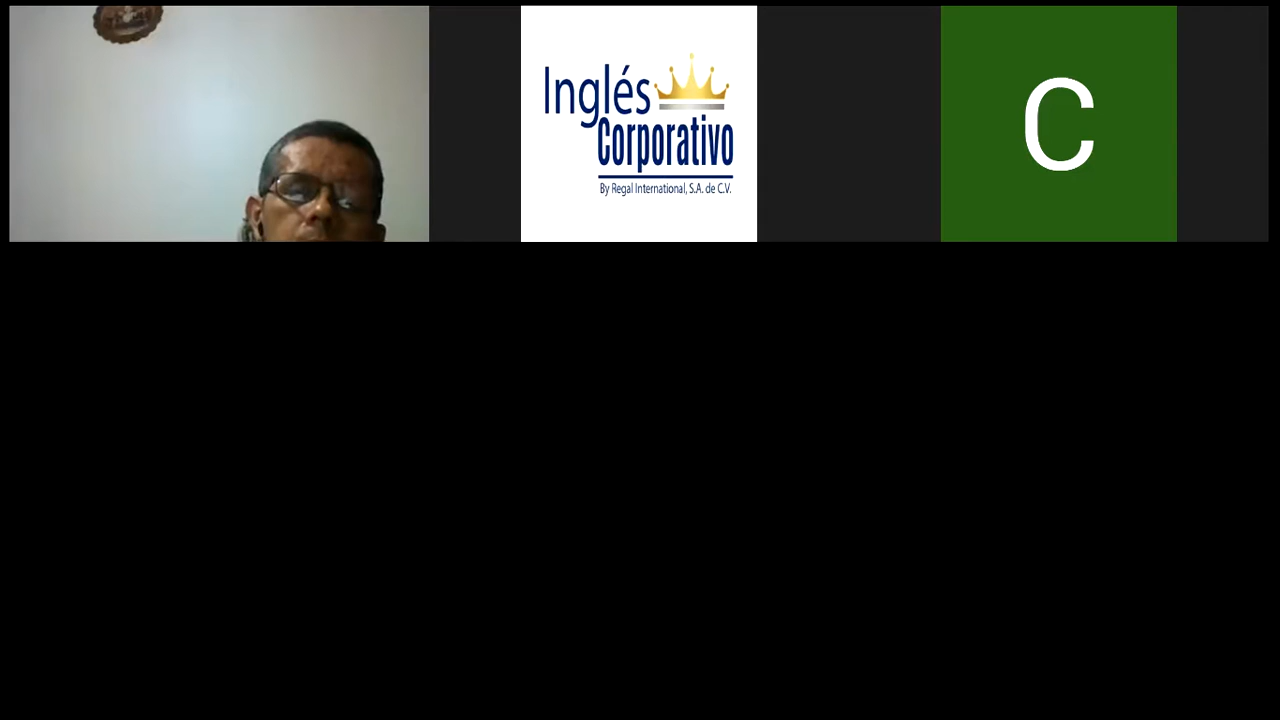 Inglés
Corporativo
By Regal International, S.A. de C.V.
C